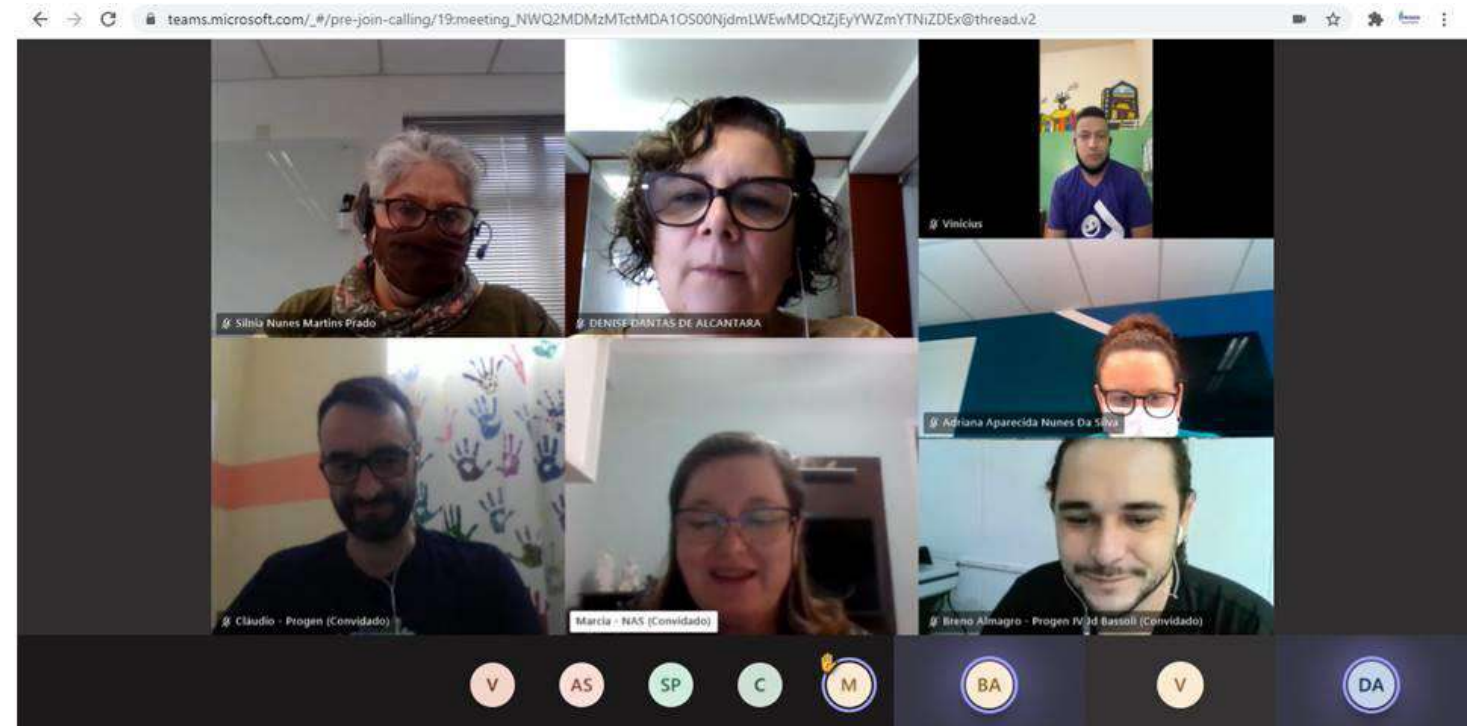 teams.microsoft.com/_#/pre-join-calling/19:meeting_NWQ2MDMzMTctMDA1OS00NjdmLWEwMDQtZjEyYWZmYTNiZDEx@thread.v2
Silnia Nunes Martins Prado
DENISE DANTAS DE ALCANTARA
Vinicius
Adriana Aparecida Nunes Da Silva
Cláudio - Progen (Convidado)
Marcia - NAS (Convidado)
Breno Almagro - Progen IV Jd Bassoli (Convidado)
V
AS
SP
C
M
BA
V
DA